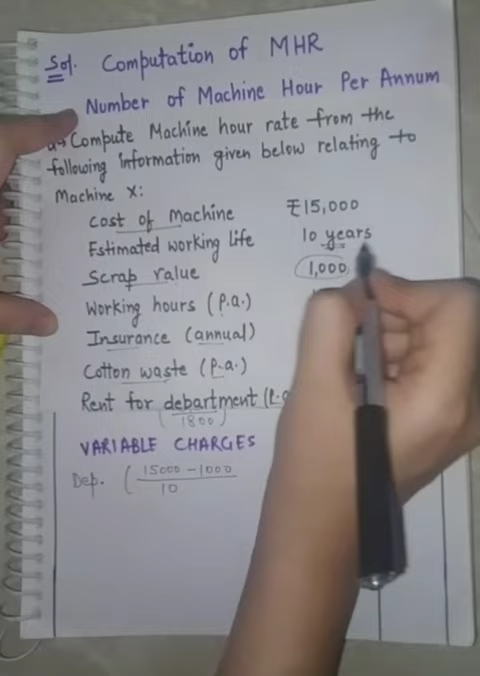 Sol. Computation of MHR
Number of Machine Hour Per Annum
Compute Machine hour rate from the
following information given below relating to
Machine X:
Cost of Machine ₹15,000
Estimated working life 10 years
Scrap value 1,000
Working hours (p.a.)
Insurance (annual)
Cotton waste (p.a.)
Rent for debartment
(1800)
VARIABLE CHARGES
Dep. (15000 - 1000
10